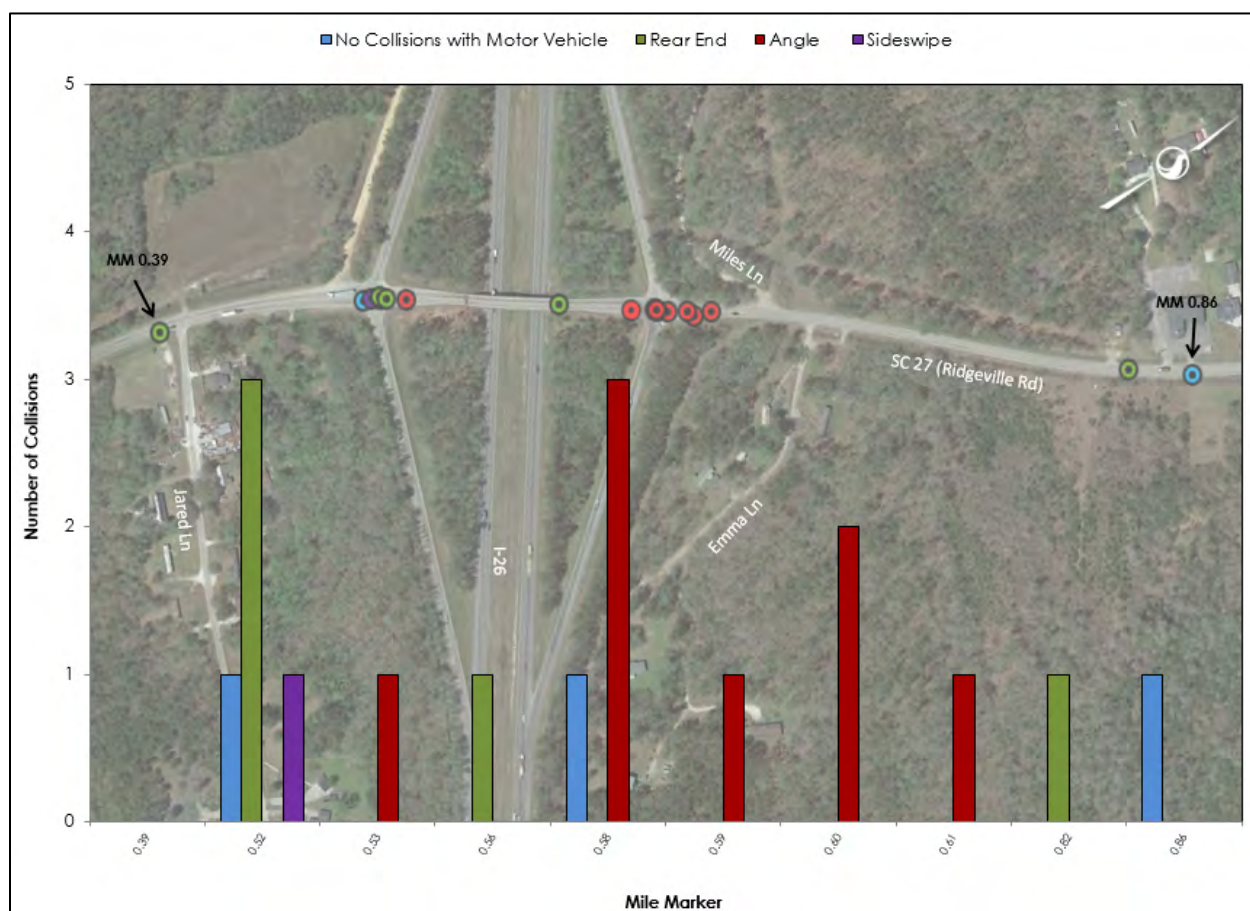 No Collisions with Motor Vehicle Rear End Angle Sideswipe
5
4
3
2
1
0
Number of Collisions
MM 0.39
Miles Ln
MM 0.86
SC 27 (Ridgeville Rd)
Jared Ln
I-26
Emma Ln
0.39 0.52 0.53 0.56 0.58 0.59 0.60 0.61 0.82 0.86
Mile Marker